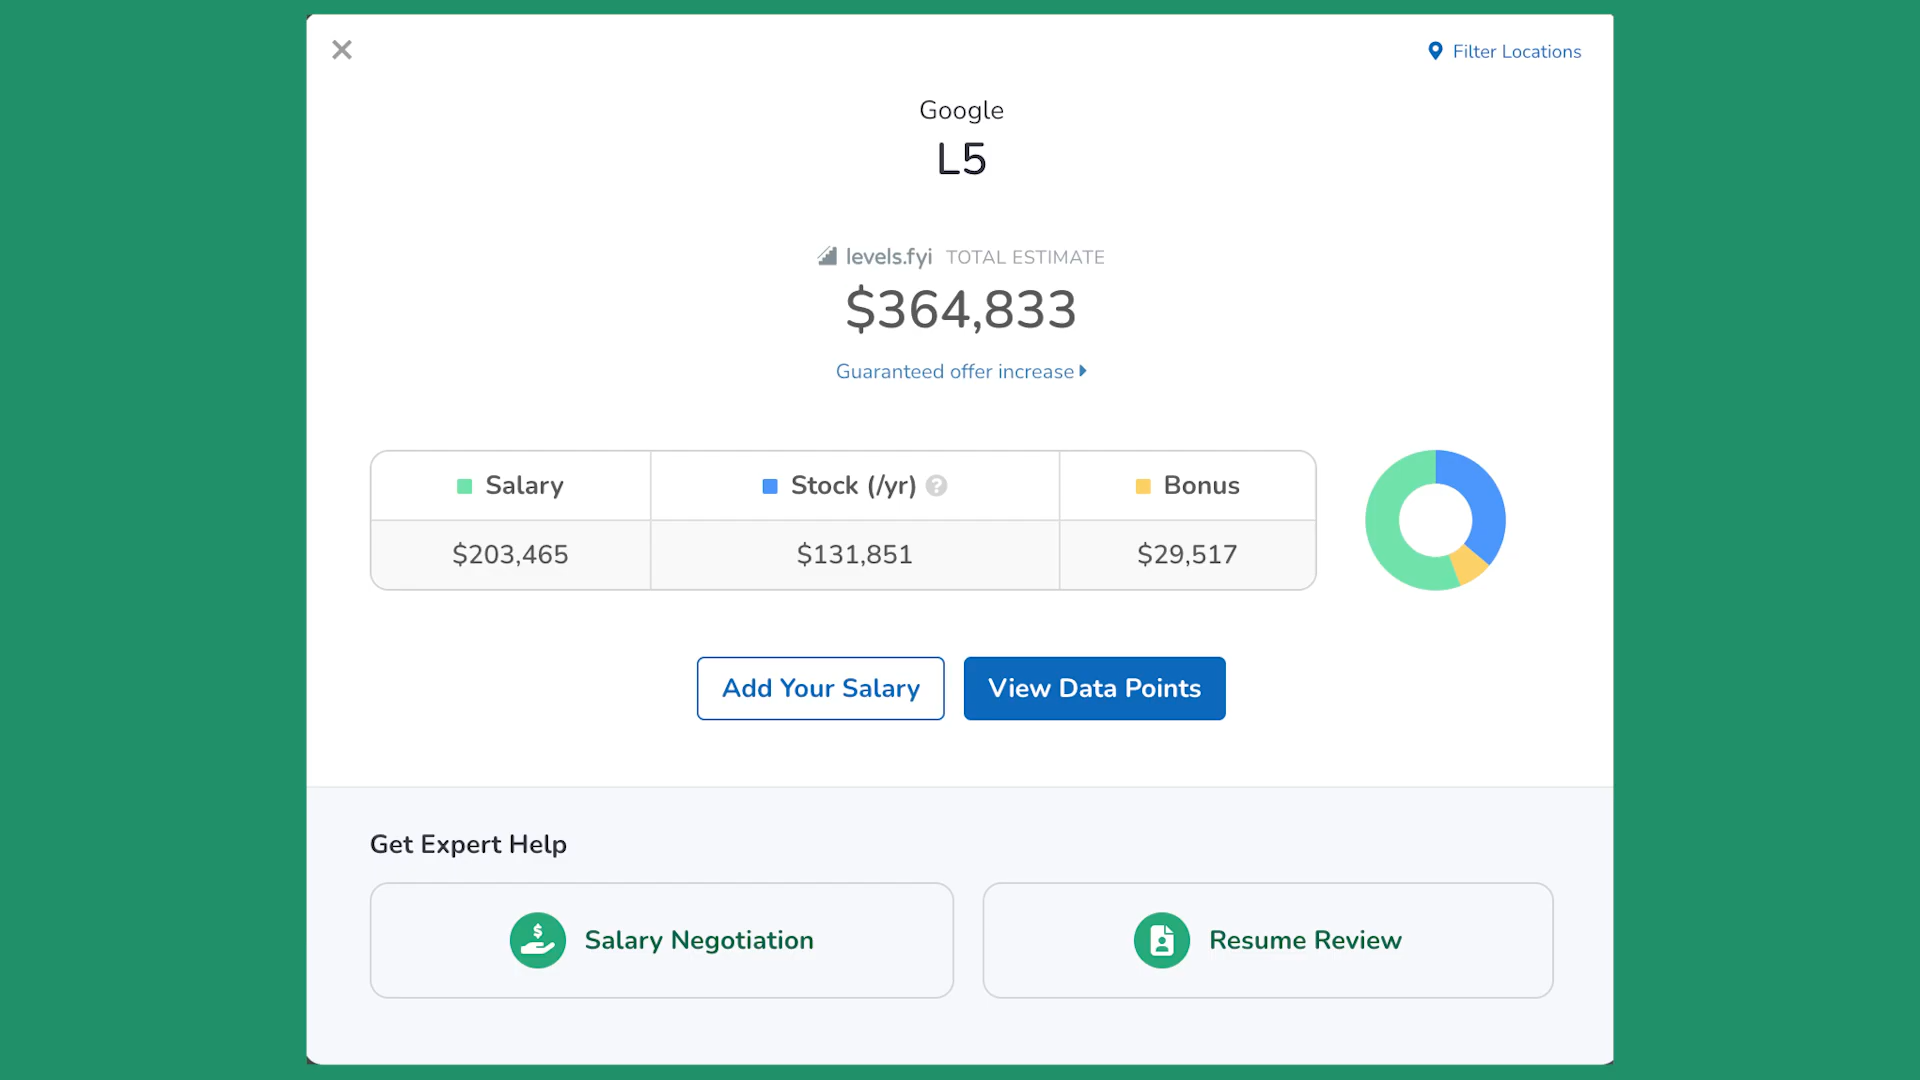 Filter Locations
Google
L5
levels.fyi TOTAL ESTIMATE
$364,833
Guaranteed offer increase
Salary Stock (/yr) ? Bonus
$203,465 $131,851 $29,517
Add Your Salary View Data Points
Get Expert Help
$ Salary Negotiation Resume Review